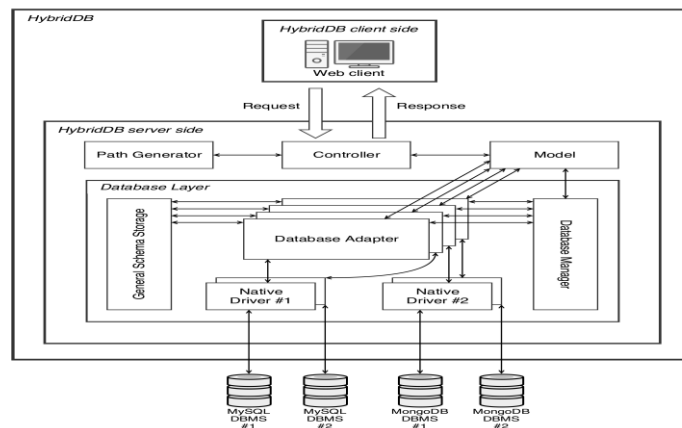 HybridDB
HybridDB client side
Web client
Request
Response
HybridDB server side
Path Generator
Controller
Model
Database Layer
General Schema Storage
Database Adapter
Database Manager
Native
Driver #1
Native
Driver #2
MySQL
DBMS
#1
MySQL
DBMS
#2
MongoDB
DBMS
#1
MongoDB
DBMS
#2